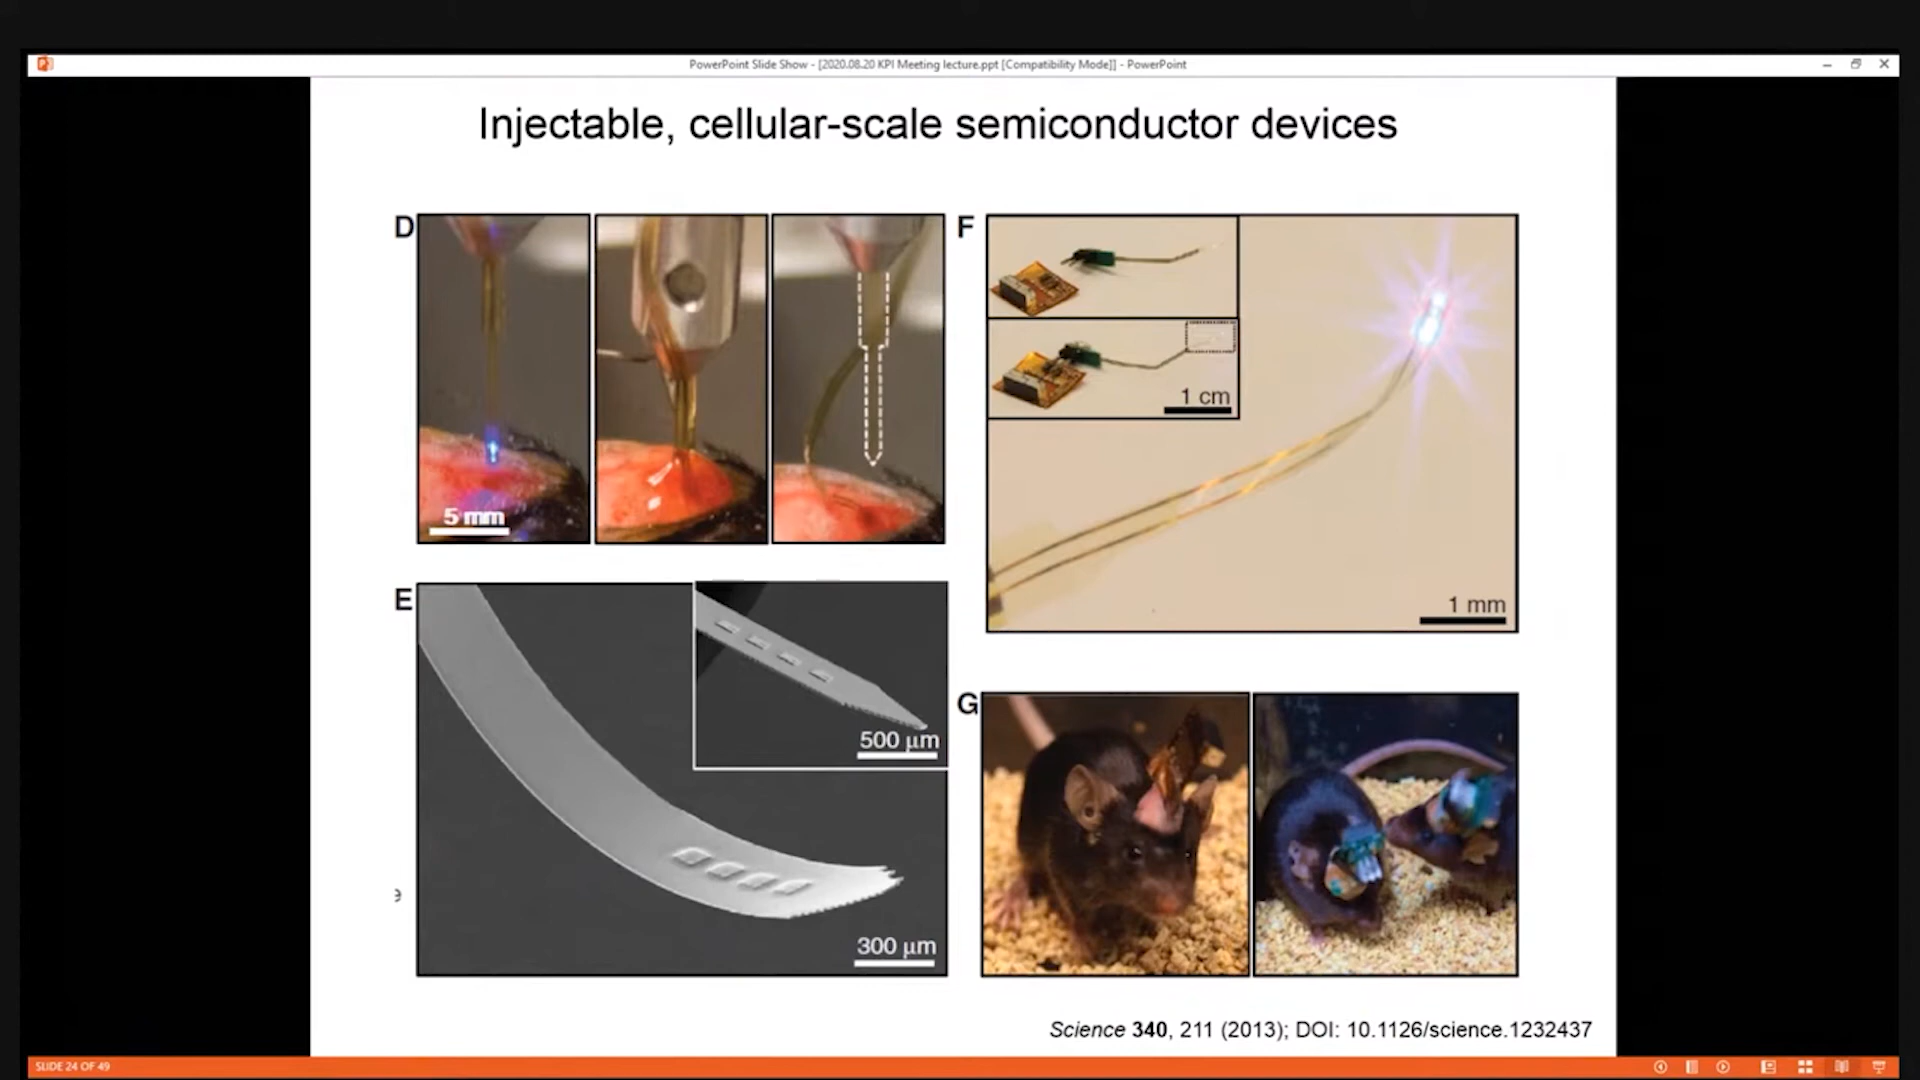 PowerPoint Slide Show - [2020.08.20 KPI Meeting lecture.ppt [Compatibility Mode]] - PowerPoint
Injectable, cellular-scale semiconductor devices
D
5 mm
F
1 cm
1 mm
E
500 µm
300 µm
e
G
Science 340, 211 (2013); DOI: 10.1126/science.1232437
SLIDE 24 OF 49